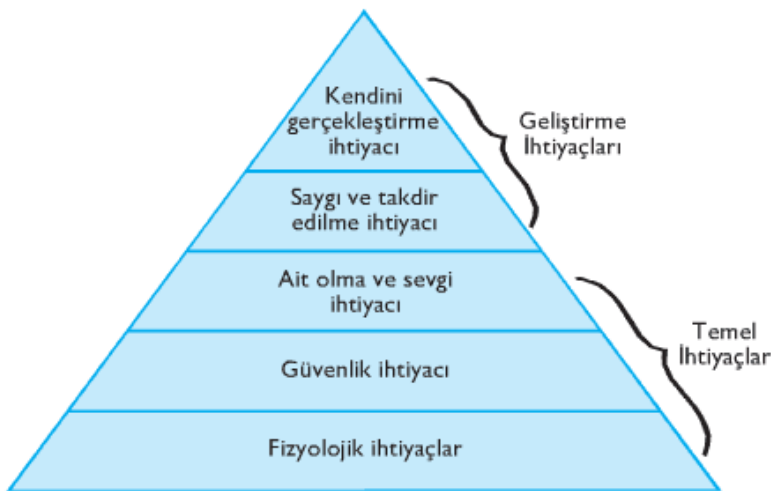 Kendini
gerçekleştirme
ihtiyacı
Geliştirme
İhtiyaçları
Saygı ve takdir
edilme ihtiyacı
Ait olma ve sevgi
ihtiyacı
Temel
İhtiyaçlar
Güvenlik ihtiyacı
Fizyolojik ihtiyaçlar